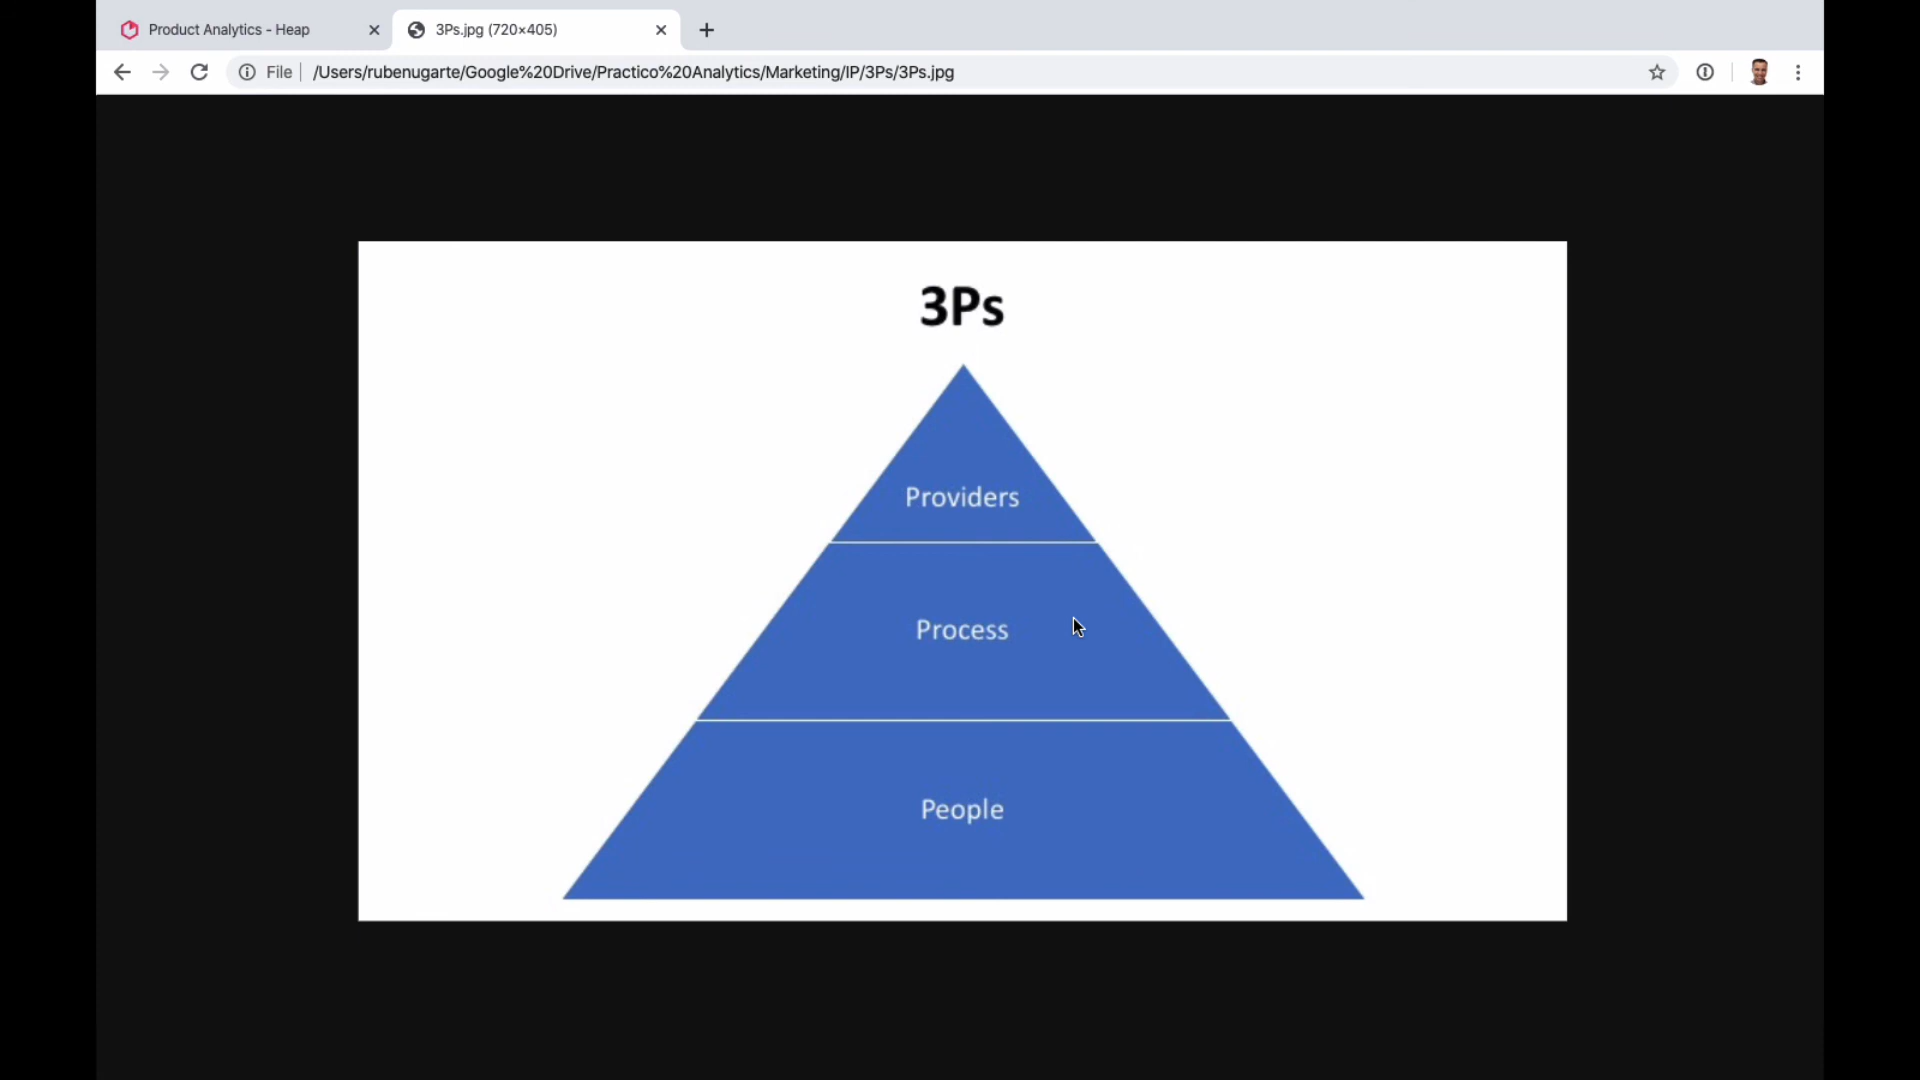 Product Analytics - Heap
3Ps.jpg (720×405)
File
/Users/rubenugarte/Google%20Drive/Practico%20Analytics/Marketing/IP/3Ps/3Ps.jpg
3Ps
Providers
Process
People